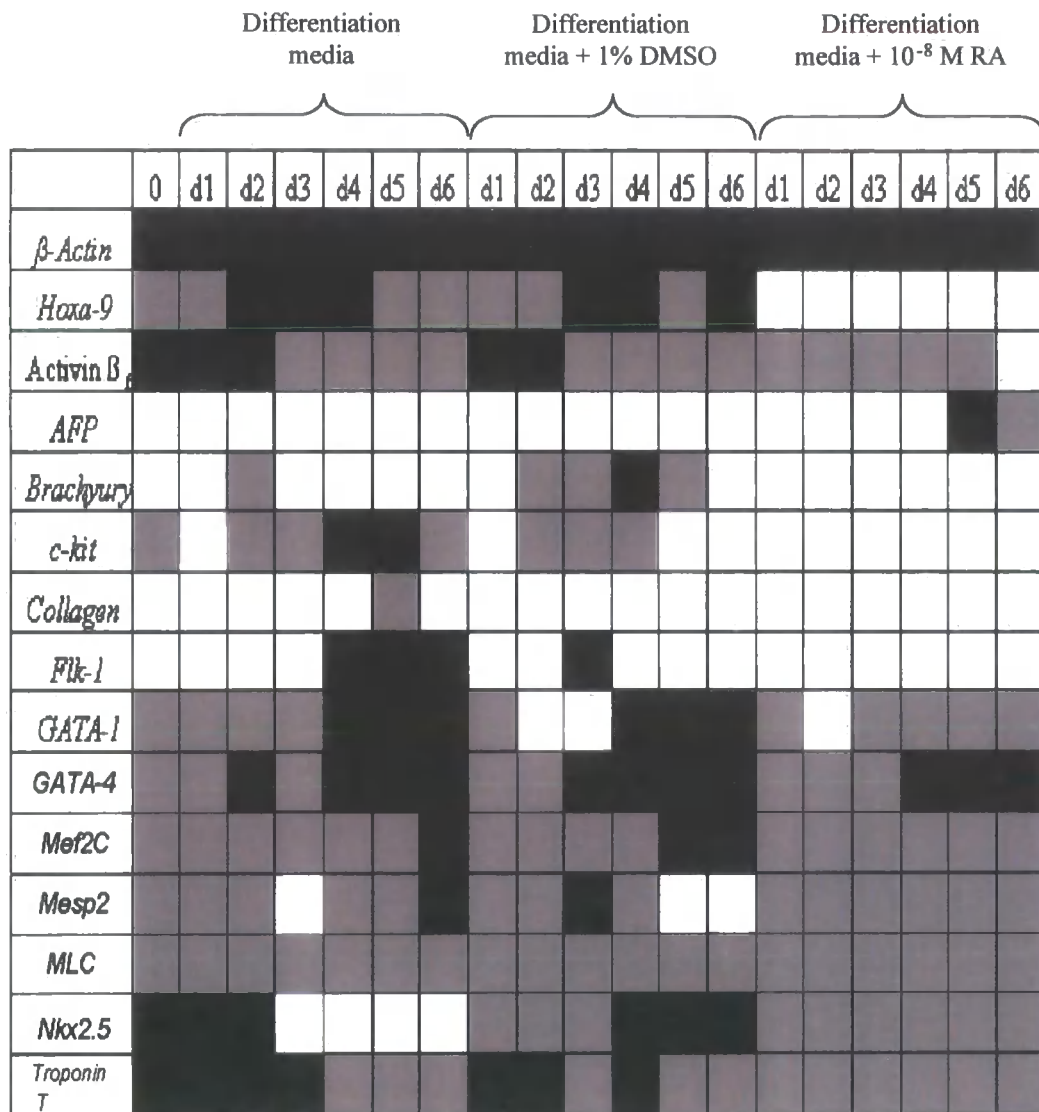 Differentiation media
Differentiation media + 1% DMSO
Differentiation media + 10⁻⁸ M RA
0 d1 d2 d3 d4 d5 d6 d1 d2 d3 d4 d5 d6 d1 d2 d3 d4 d5 d6
β-Actin
Hoxa-9
Activin ß
AFP
Brachyury
c-kit
Collagen
Flk-1
GATA-1
GATA-4
Mef2C
Mesp2
MLC
Nkx2.5
Troponin
T